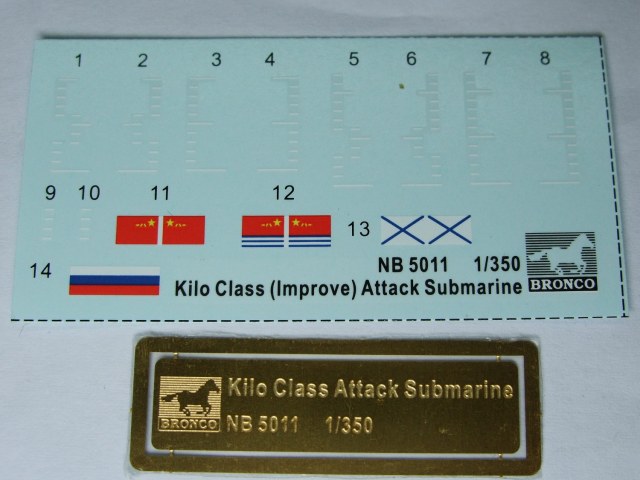 1 2 3 4 5 6 7 8
9 10 11 12 13
14
NB 5011 1/350
Kilo Class (Improve) Attack Submarine
BRONCO
Kilo Class Attack Submarine
BRONCO
NB 5011 1/350